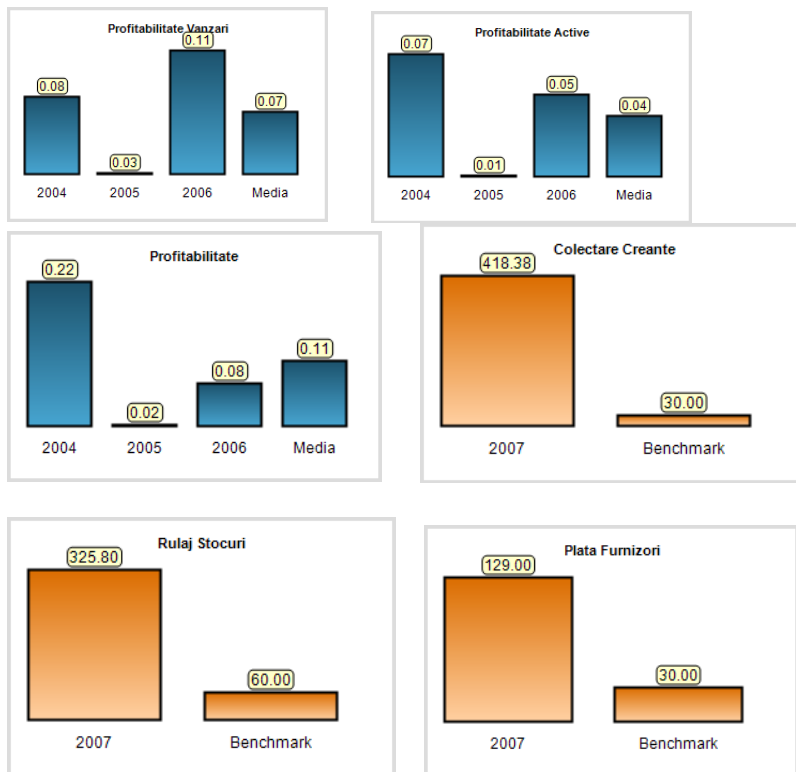 Profitabilitate Vanzari
0.08
0.03
0.11
0.07
2004
2005
2006
Media
Profitabilitate Active
0.07
0.01
0.05
0.04
2004
2005
2006
Media
Profitabilitate
0.22
0.02
0.08
0.11
2004
2005
2006
Media
Colectare Creante
418.38
30.00
2007
Benchmark
Rulaj Stocuri
325.80
60.00
2007
Benchmark
Plata Furnizori
129.00
30.00
2007
Benchmark